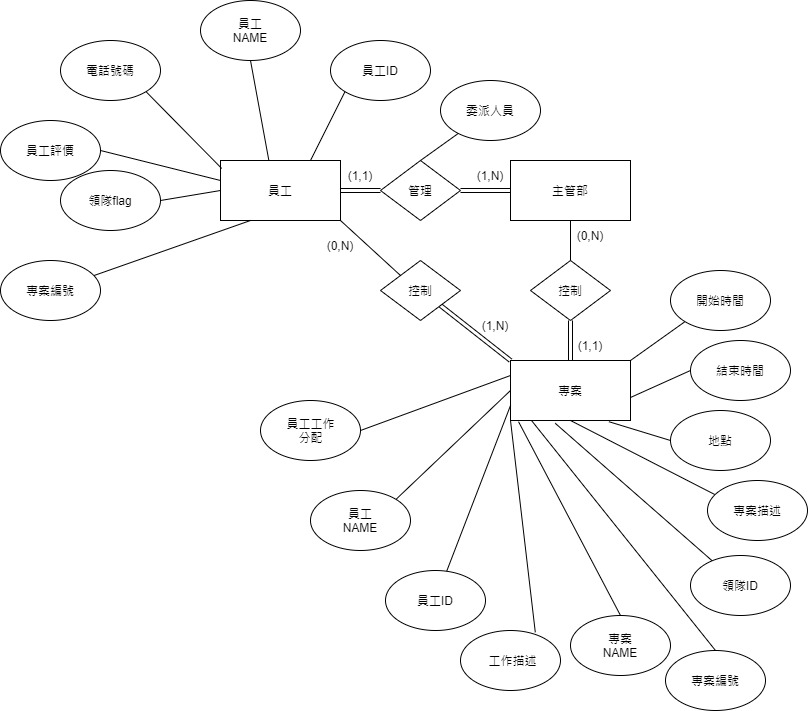 員工
NAME
電話號碼
員工ID
委派人員
員工評價
領隊flag
員工
(1,1)
管理
(1,N)
主管部
(0,N)
(0,N)
專案編號
控制
控制
開始時間
(1,N)
(1,1)
結束時間
專案
員工工作
分配
地點
員工
NAME
專案描述
員工ID
領隊ID
工作描述
專案
NAME
專案編號